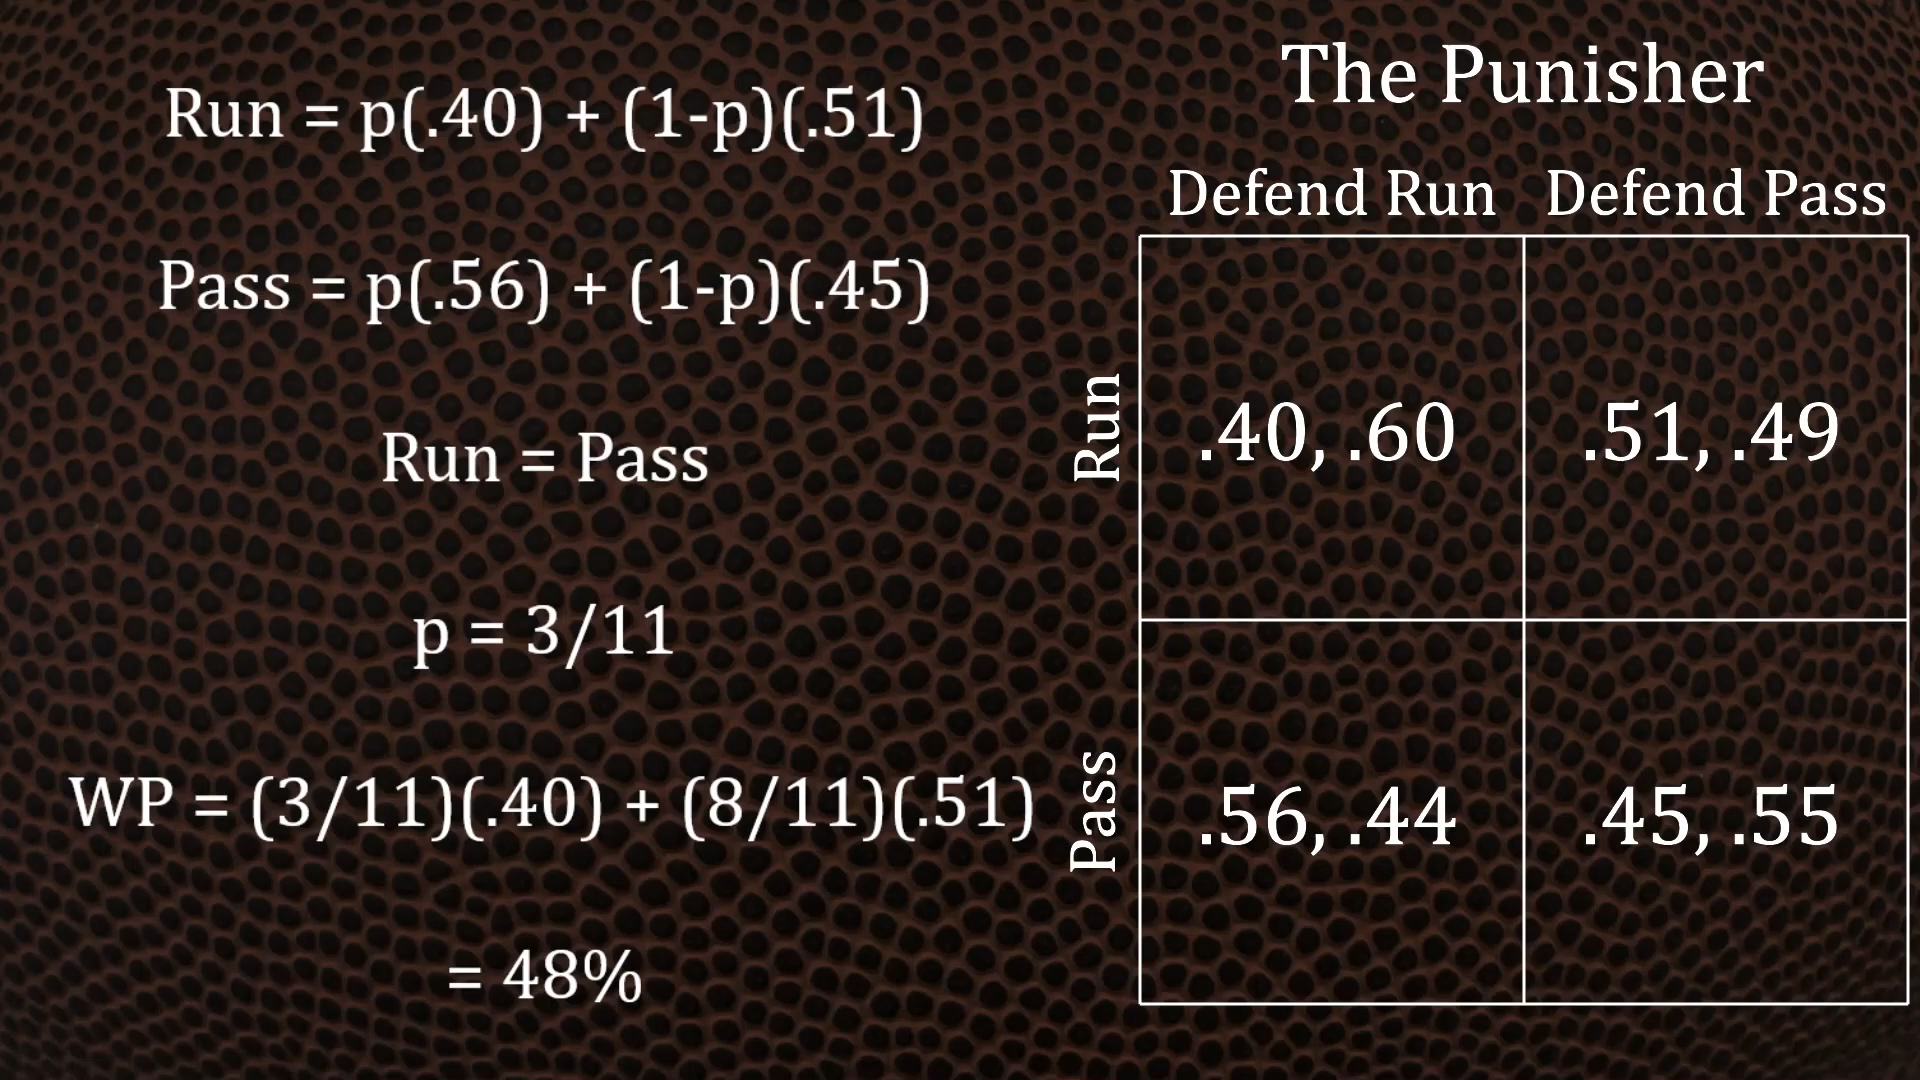 Run = p(.40) + (1-p)(.51)
Pass = p(.56) + (1-p)(.45)
Run = Pass
p = 3/11
WP = (3/11)(.40) + (8/11)(.51)
= 48%
The Punisher
Defend Run Defend Pass
Run
.40, .60 .51, .49
Pass
.56, .44 .45, .55